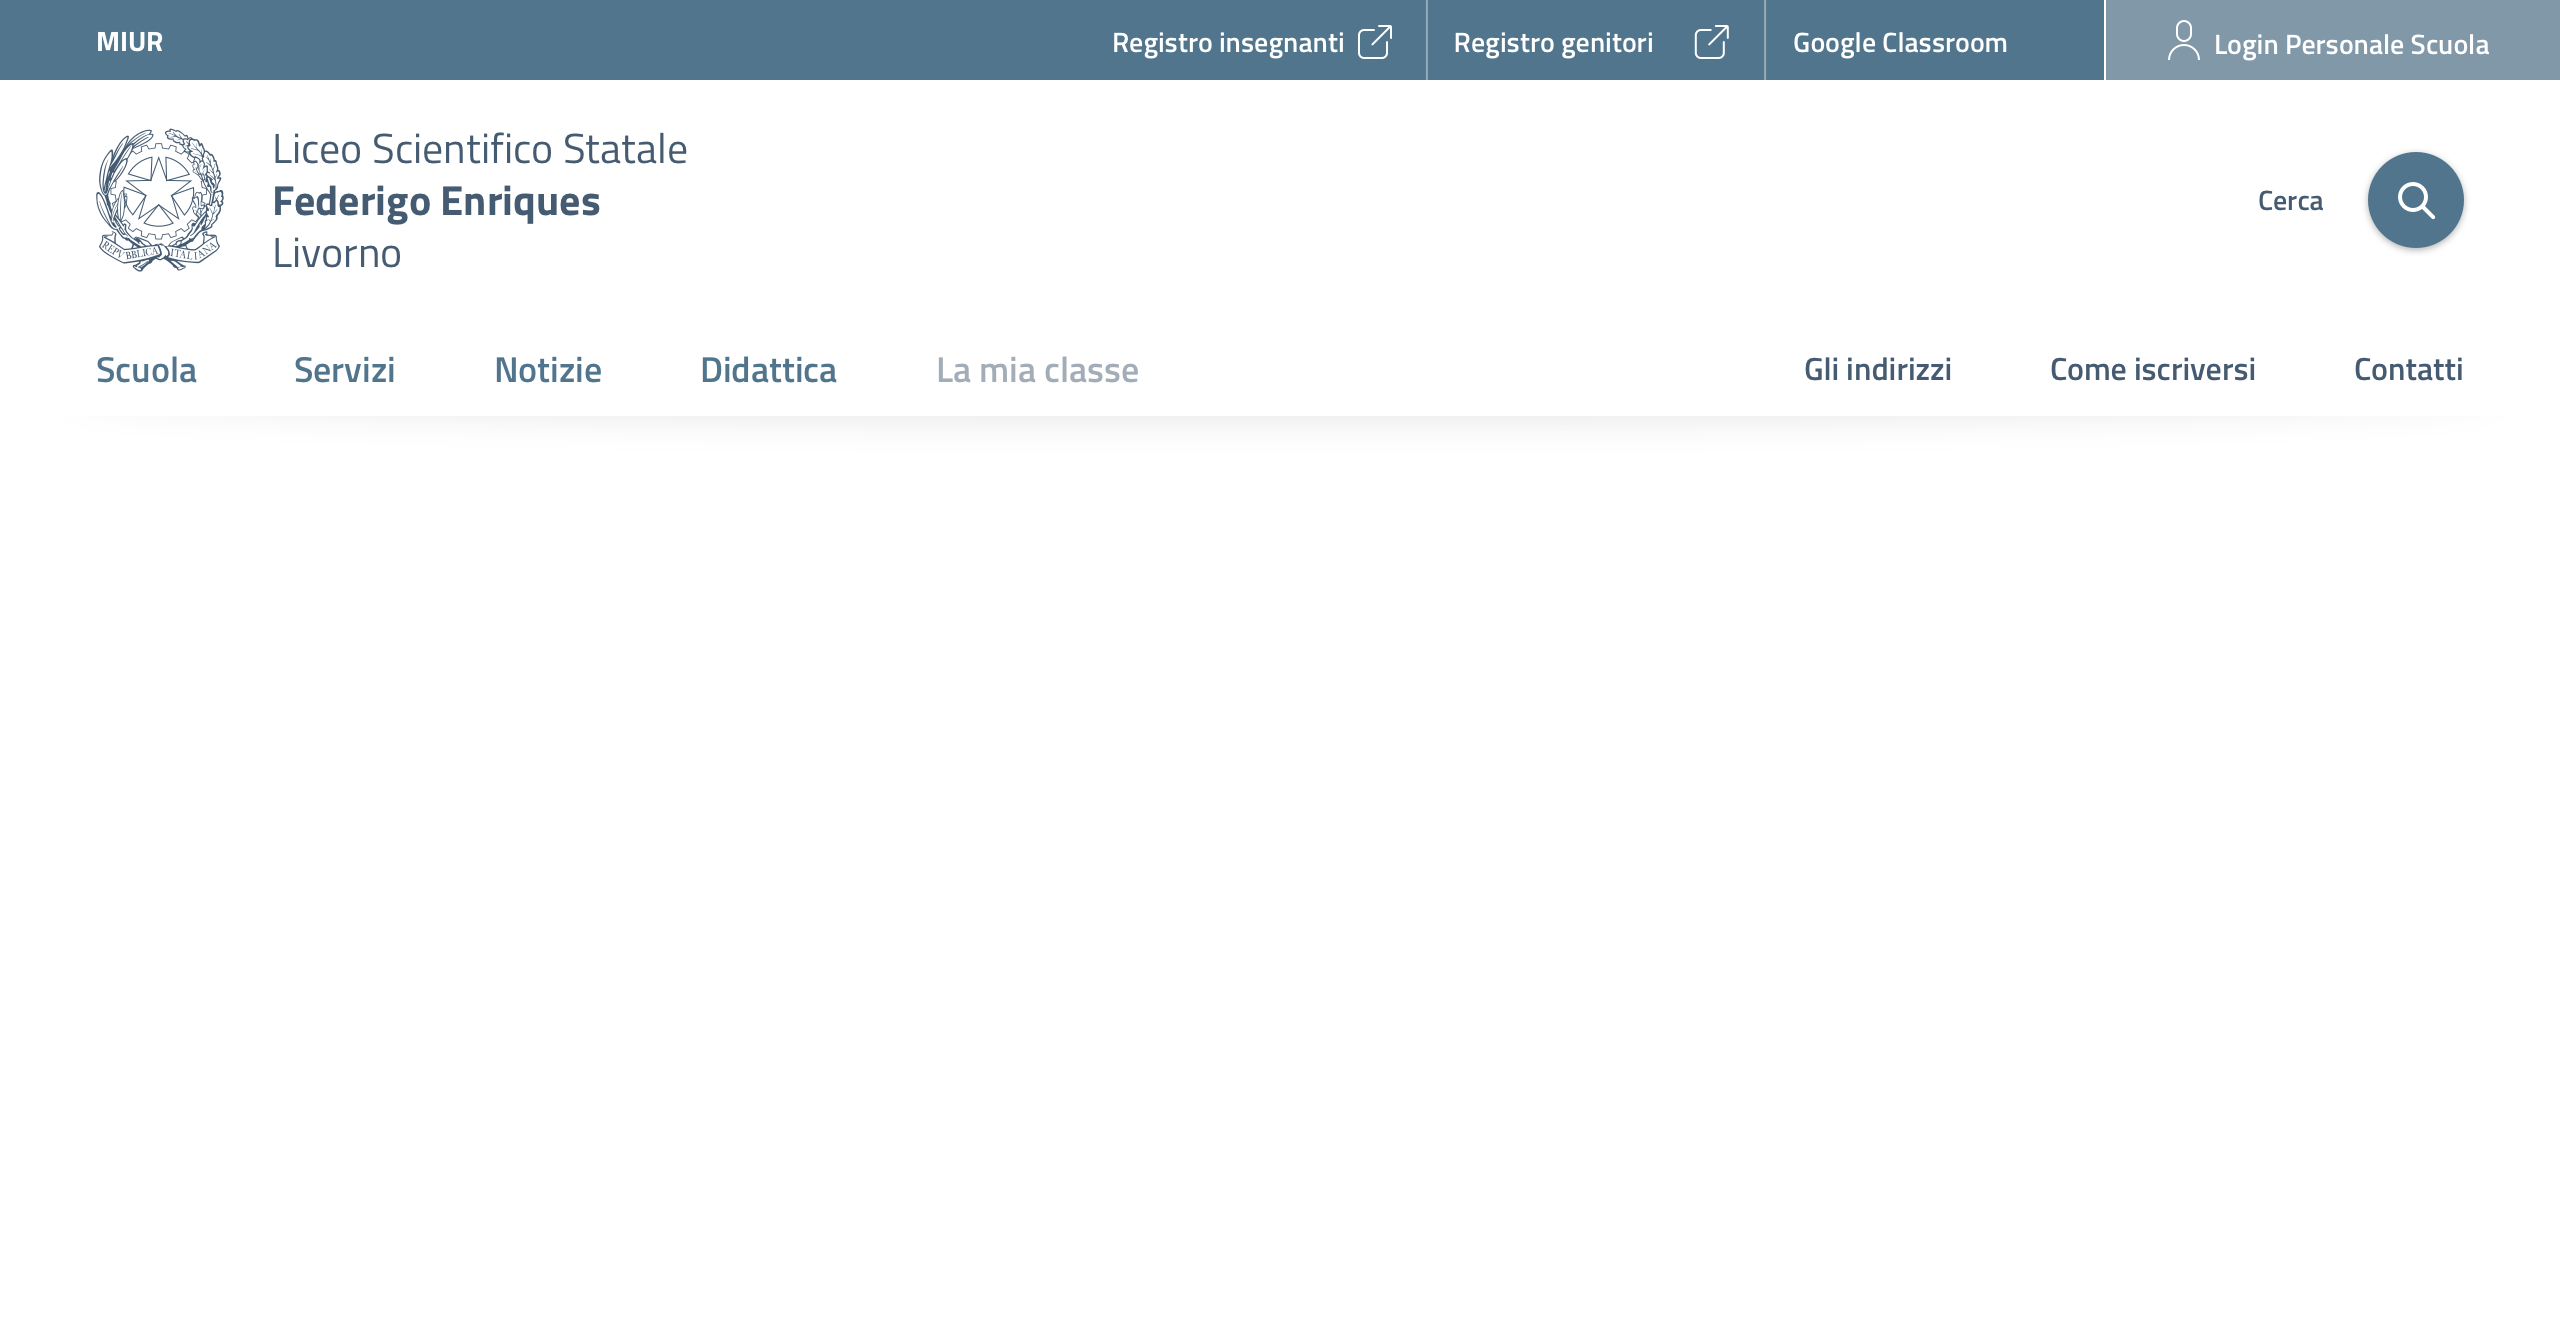 MIUR
Registro insegnanti
Registro genitori
Google Classroom
Login Personale Scuola
Liceo Scientifico Statale
Federigo Enriques
Livorno
REPVBBLICA ITALIANA
Cerca
Scuola
Servizi
Notizie
Didattica
La mia classe
Gli indirizzi
Come iscriversi
Contatti